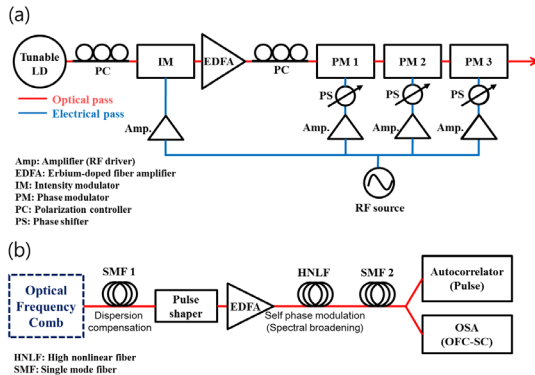 (a)
Tunable
LD
PC
IM
EDFA
PC
PM 1
PM 2
PM 3
PS
PS
PS
Optical pass
Electrical pass
Amp.
Amp.
Amp.
Amp.
RF source
Amp: Amplifier (RF driver)
EDFA: Erbium-doped fiber amplifier
IM: Intensity modulator
PM: Phase modulator
PC: Polarization controller
PS: Phase shifter
(b)
Optical
Frequency
Comb
SMF 1
Dispersion
compensation
Pulse
shaper
EDFA
HNLF
SMF 2
Self phase modulation
(Spectral broadening)
Autocorrelator
(Pulse)
OSA
(OFC-SC)
HNLF: High nonlinear fiber
SMF: Single mode fiber